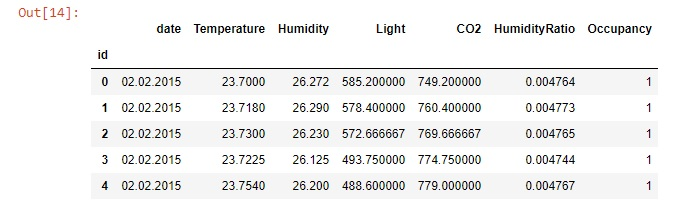 Out[14]:
date Temperature Humidity Light CO2 HumidityRatio Occupancy
id
0 02.02.2015 23.7000 26.272 585.200000 749.200000 0.004764 1
1 02.02.2015 23.7180 26.290 578.400000 760.400000 0.004773 1
2 02.02.2015 23.7300 26.230 572.666667 769.666667 0.004765 1
3 02.02.2015 23.7225 26.125 493.750000 774.750000 0.004744 1
4 02.02.2015 23.7540 26.200 488.600000 779.000000 0.004767 1